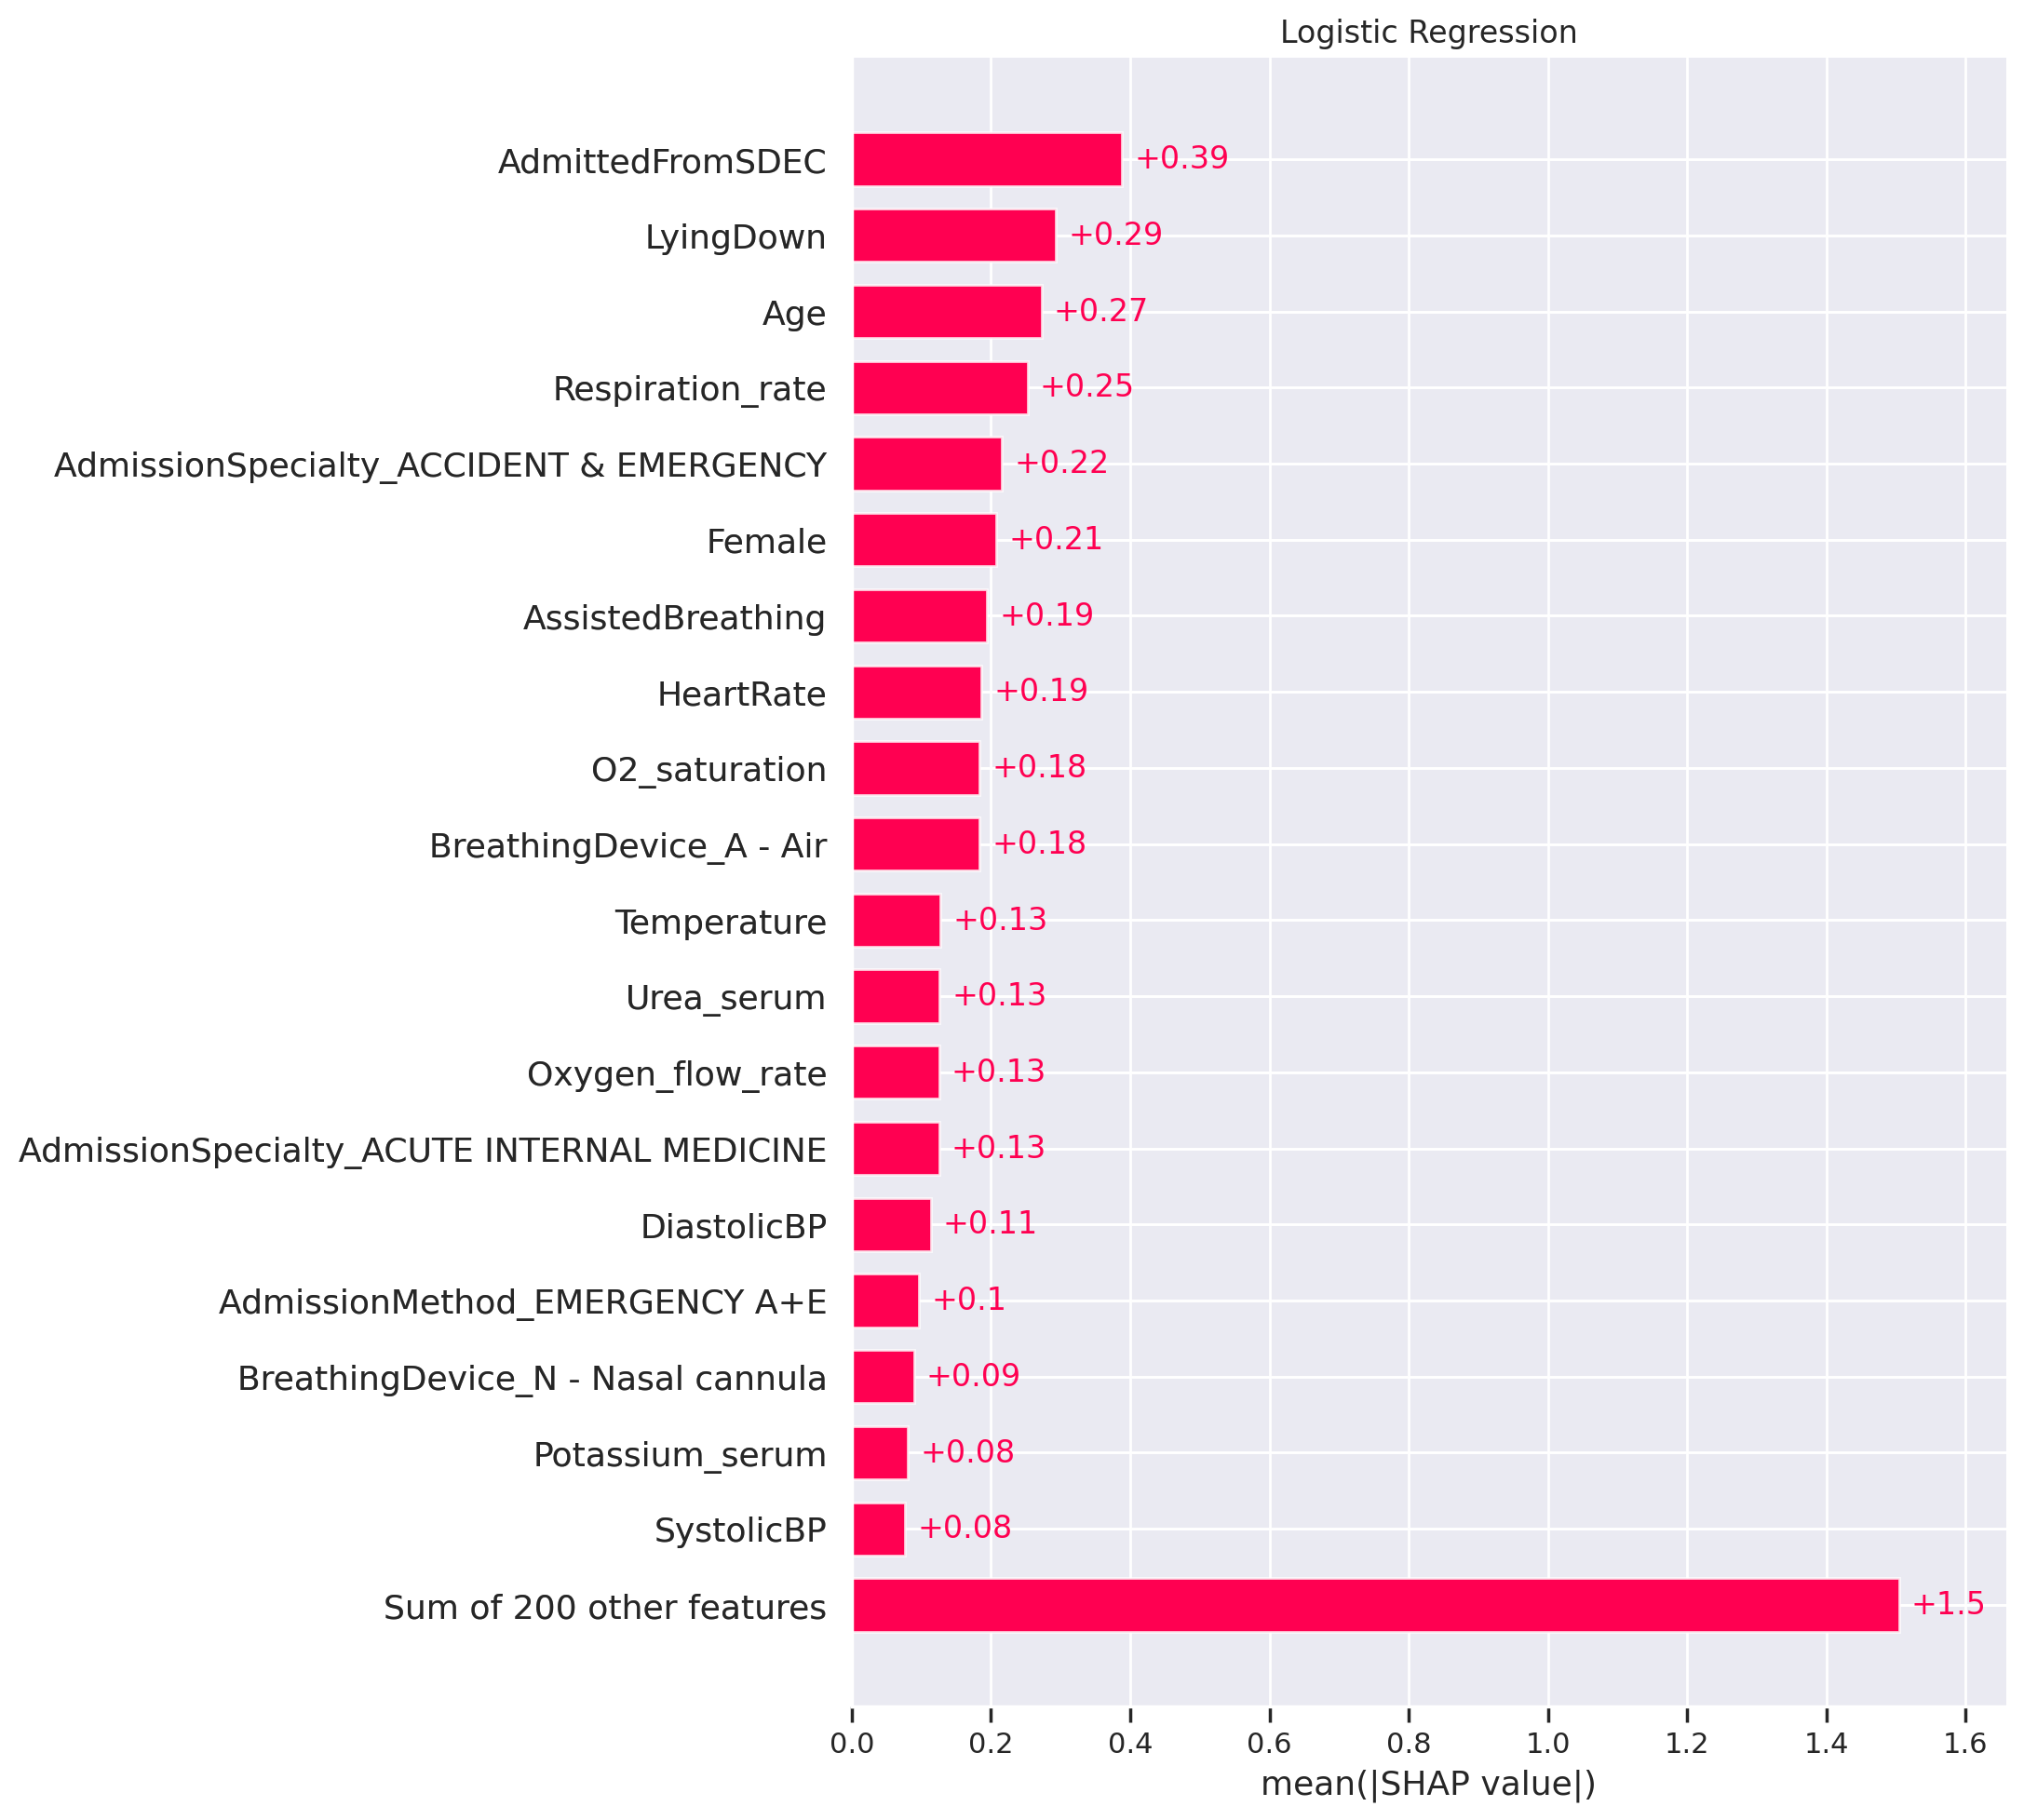 Logistic Regression
AdmittedFromSDEC +0.39
LyingDown +0.29
Age +0.27
Respiration_rate +0.25
AdmissionSpecialty_ACCIDENT & EMERGENCY +0.22
Female +0.21
AssistedBreathing +0.19
HeartRate +0.19
O2_saturation +0.18
BreathingDevice_A - Air +0.18
Temperature +0.13
Urea_serum +0.13
Oxygen_flow_rate +0.13
AdmissionSpecialty_ACUTE INTERNAL MEDICINE +0.13
DiastolicBP +0.11
AdmissionMethod_EMERGENCY A+E +0.1
BreathingDevice_N - Nasal cannula +0.09
Potassium_serum +0.08
SystolicBP +0.08
Sum of 200 other features +1.5
0.0 0.2 0.4 0.6 0.8 1.0 1.2 1.4 1.6
mean(|SHAP value|)